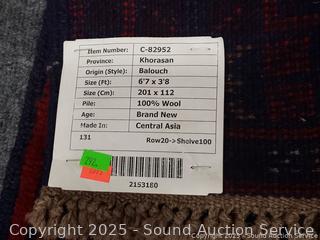 Item Number: C-82952
Province: Khorasan
Origin (Style): Balouch
Size (Ft): 6'7 x 3'8
Size (Cm): 201 x 112
Pile: 100% Wool
Age: Brand New
Made In: Central Asia
131 Row20->Sholve100
2153180
Copyright 2025 - Sound Auction Service